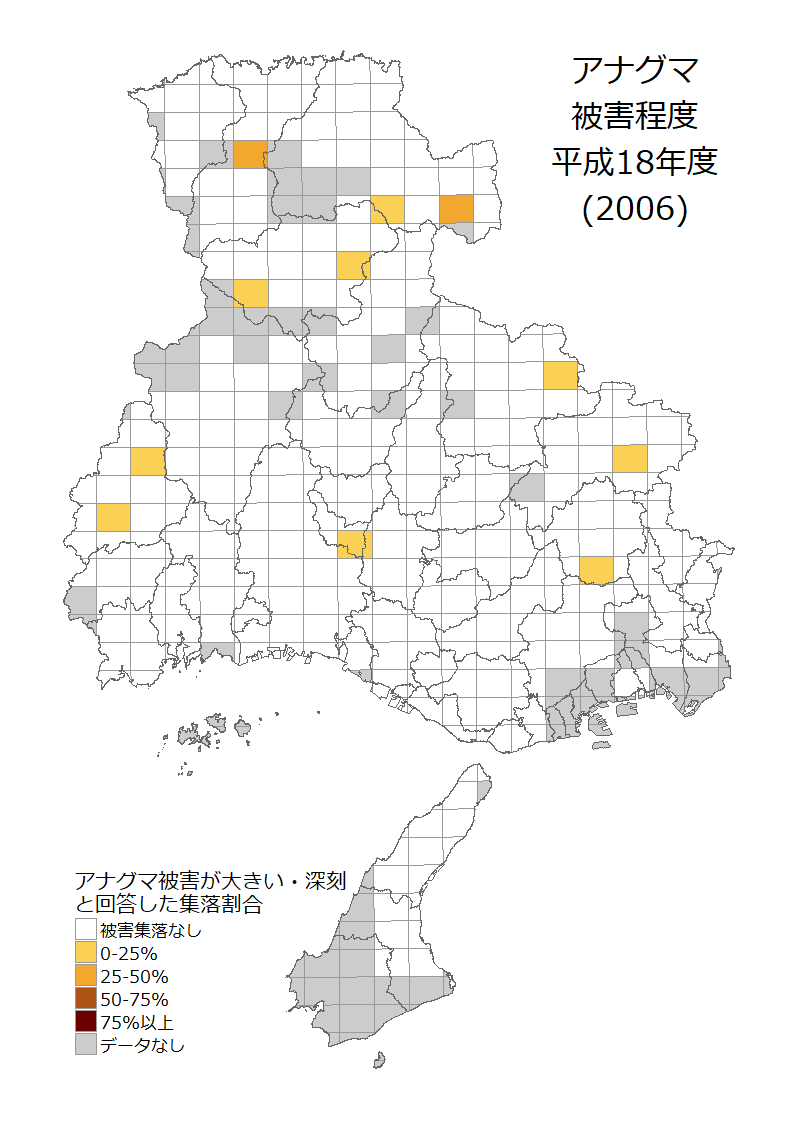 アナグマ
被害程度
平成18年度
(2006)
アナグマ被害が大きい・深刻
と回答した集落割合
被害集落なし
0-25%
25-50%
50-75%
75%以上
データなし